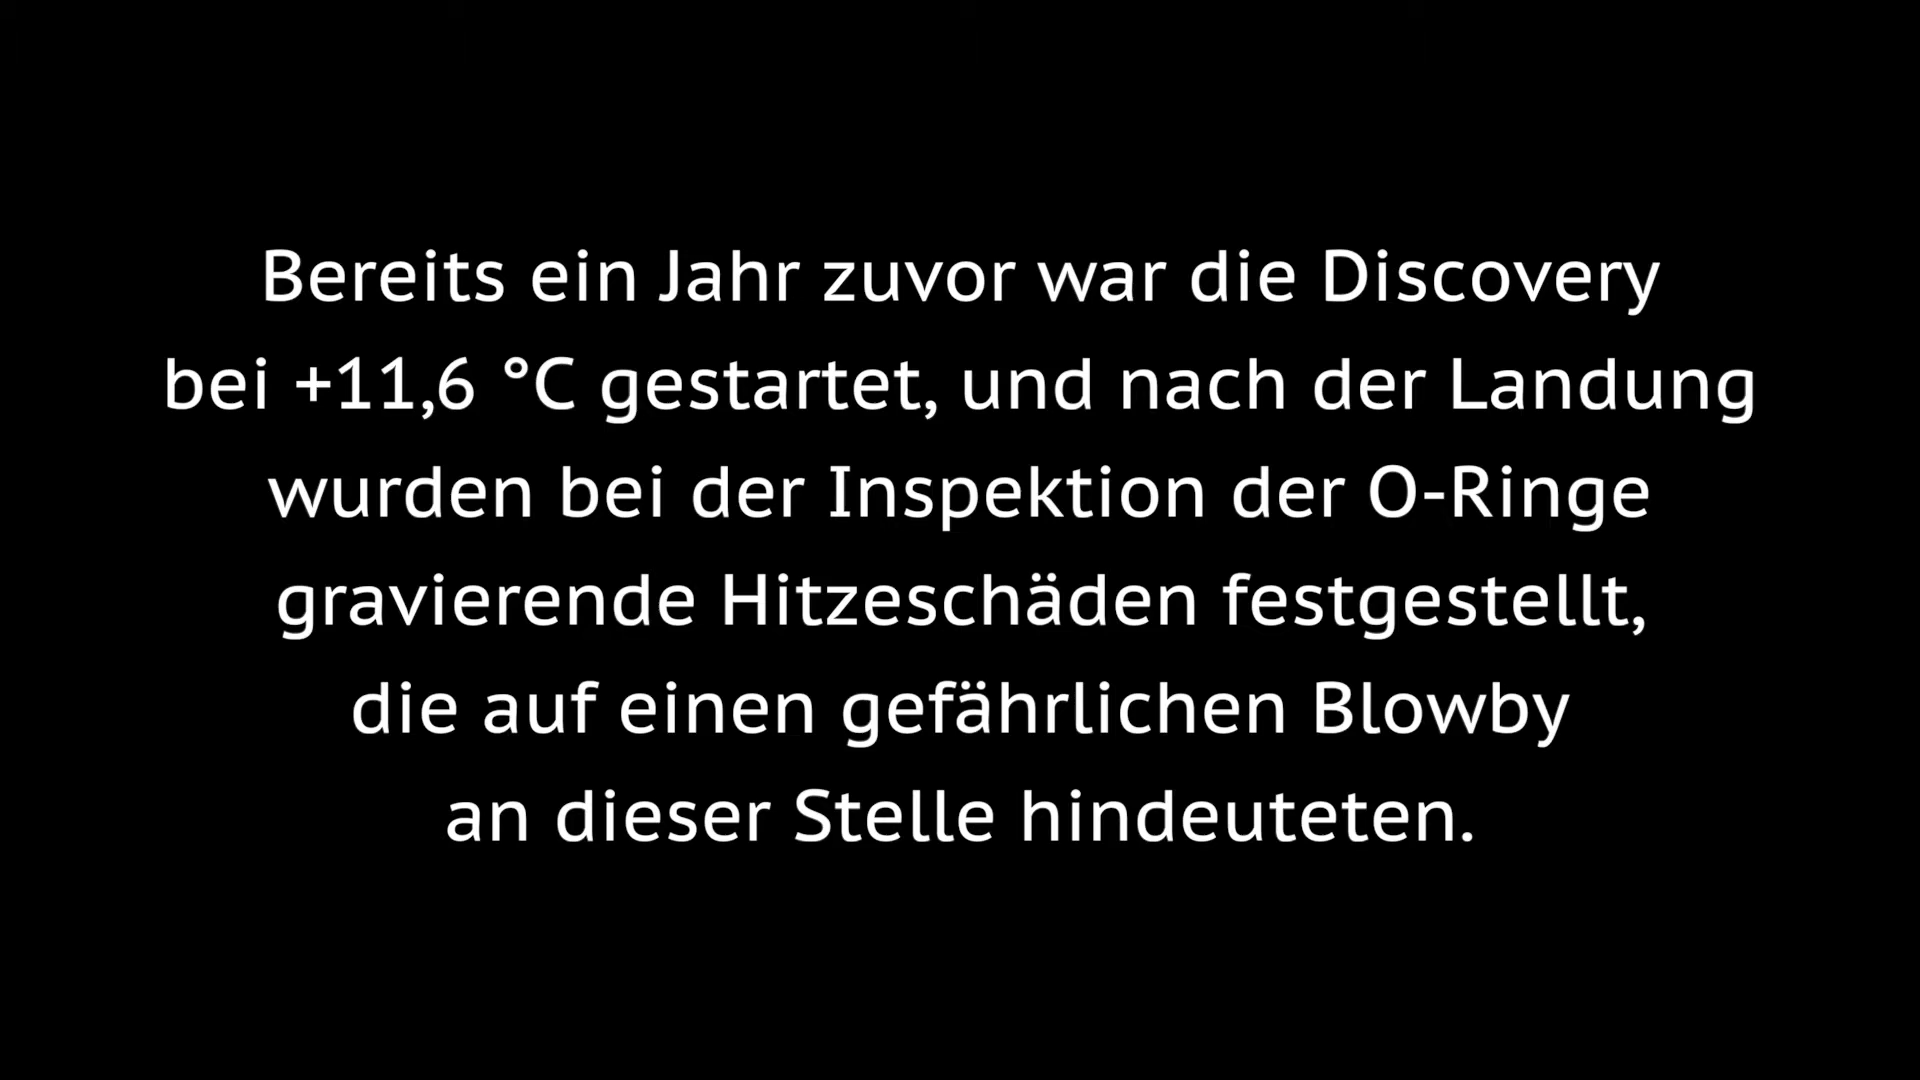 Bereits ein Jahr zuvor war die Discovery
bei +11,6 °C gestartet, und nach der Landung
wurden bei der Inspektion der O-Ringe
gravierende Hitzeschäden festgestellt,
die auf einen gefährlichen Blowby
an dieser Stelle hindeuteten.